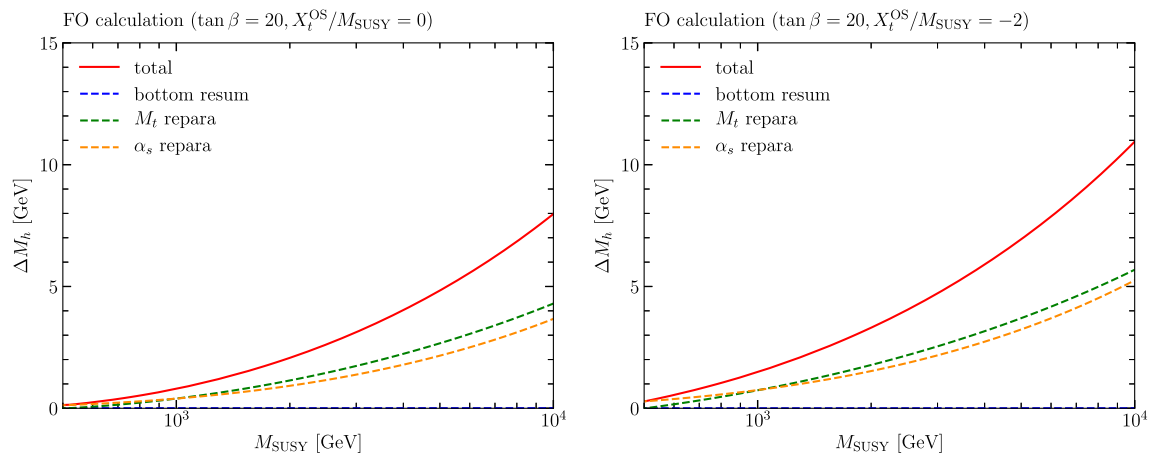 FO calculation (tan β = 20, X_t^OS/M_SUSY = 0)
15
10
5
0
ΔM_h [GeV]
total
bottom resum
M_t repara
α_s repara
10^3
10^4
M_SUSY [GeV]
FO calculation (tan β = 20, X_t^OS/M_SUSY = −2)
15
10
5
0
ΔM_h [GeV]
total
bottom resum
M_t repara
α_s repara
10^3
10^4
M_SUSY [GeV]